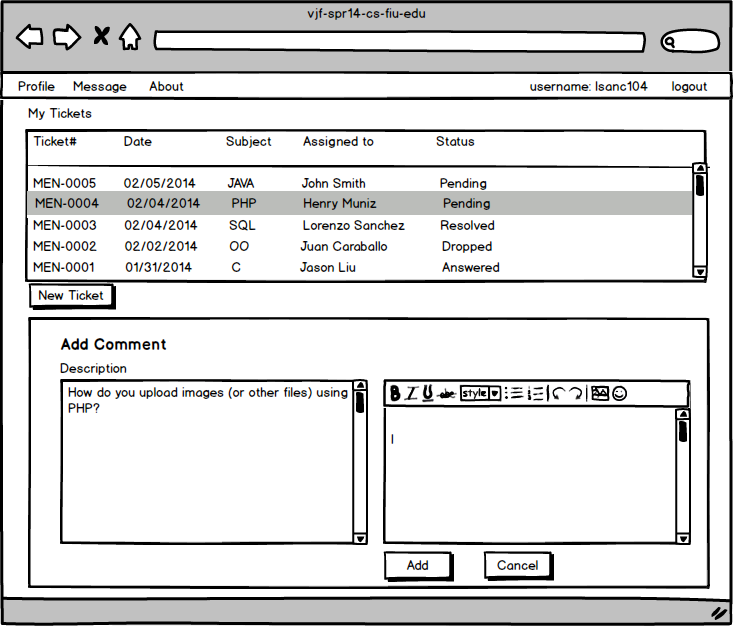 vjf-spr14-cs-fiu-edu
Profile Message About username: lsanc104 logout
My Tickets
Ticket# Date Subject Assigned to Status
MEN-0005 02/05/2014 JAVA John Smith Pending
MEN-0004 02/04/2014 PHP Henry Muniz Pending
MEN-0003 02/04/2014 SQL Lorenzo Sanchez Resolved
MEN-0002 02/02/2014 OO Juan Caraballo Dropped
MEN-0001 01/31/2014 C Jason Liu Answered
New Ticket
Add Comment
Description
How do you upload images (or other files) using
PHP?
B I U abc style
Add Cancel